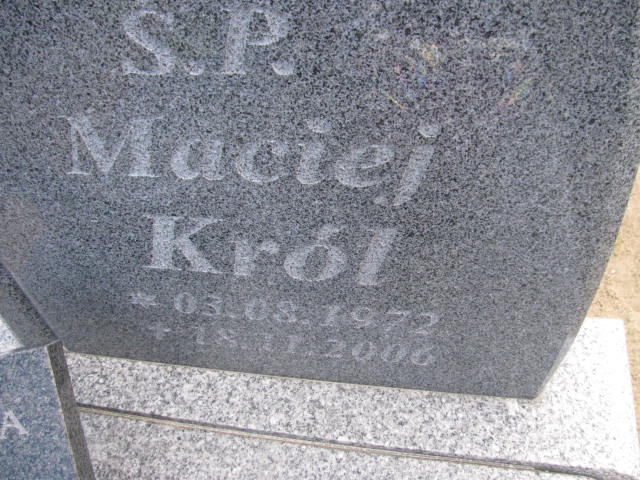 S.P.
Maciej
Król
* 03.08.1972
+ 18.11.2006
A